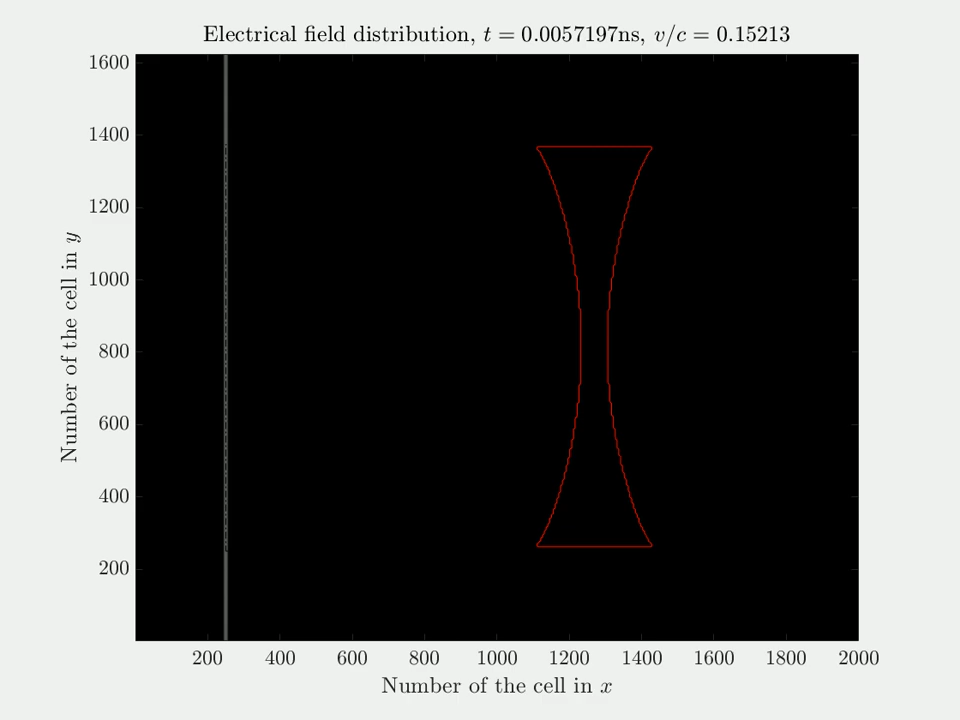 Electrical field distribution, t = 0.0057197ns, v/c = 0.15213
1600
1400
1200
1000
800
600
400
200
Number of the cell in y
200 400 600 800 1000 1200 1400 1600 1800 2000
Number of the cell in x